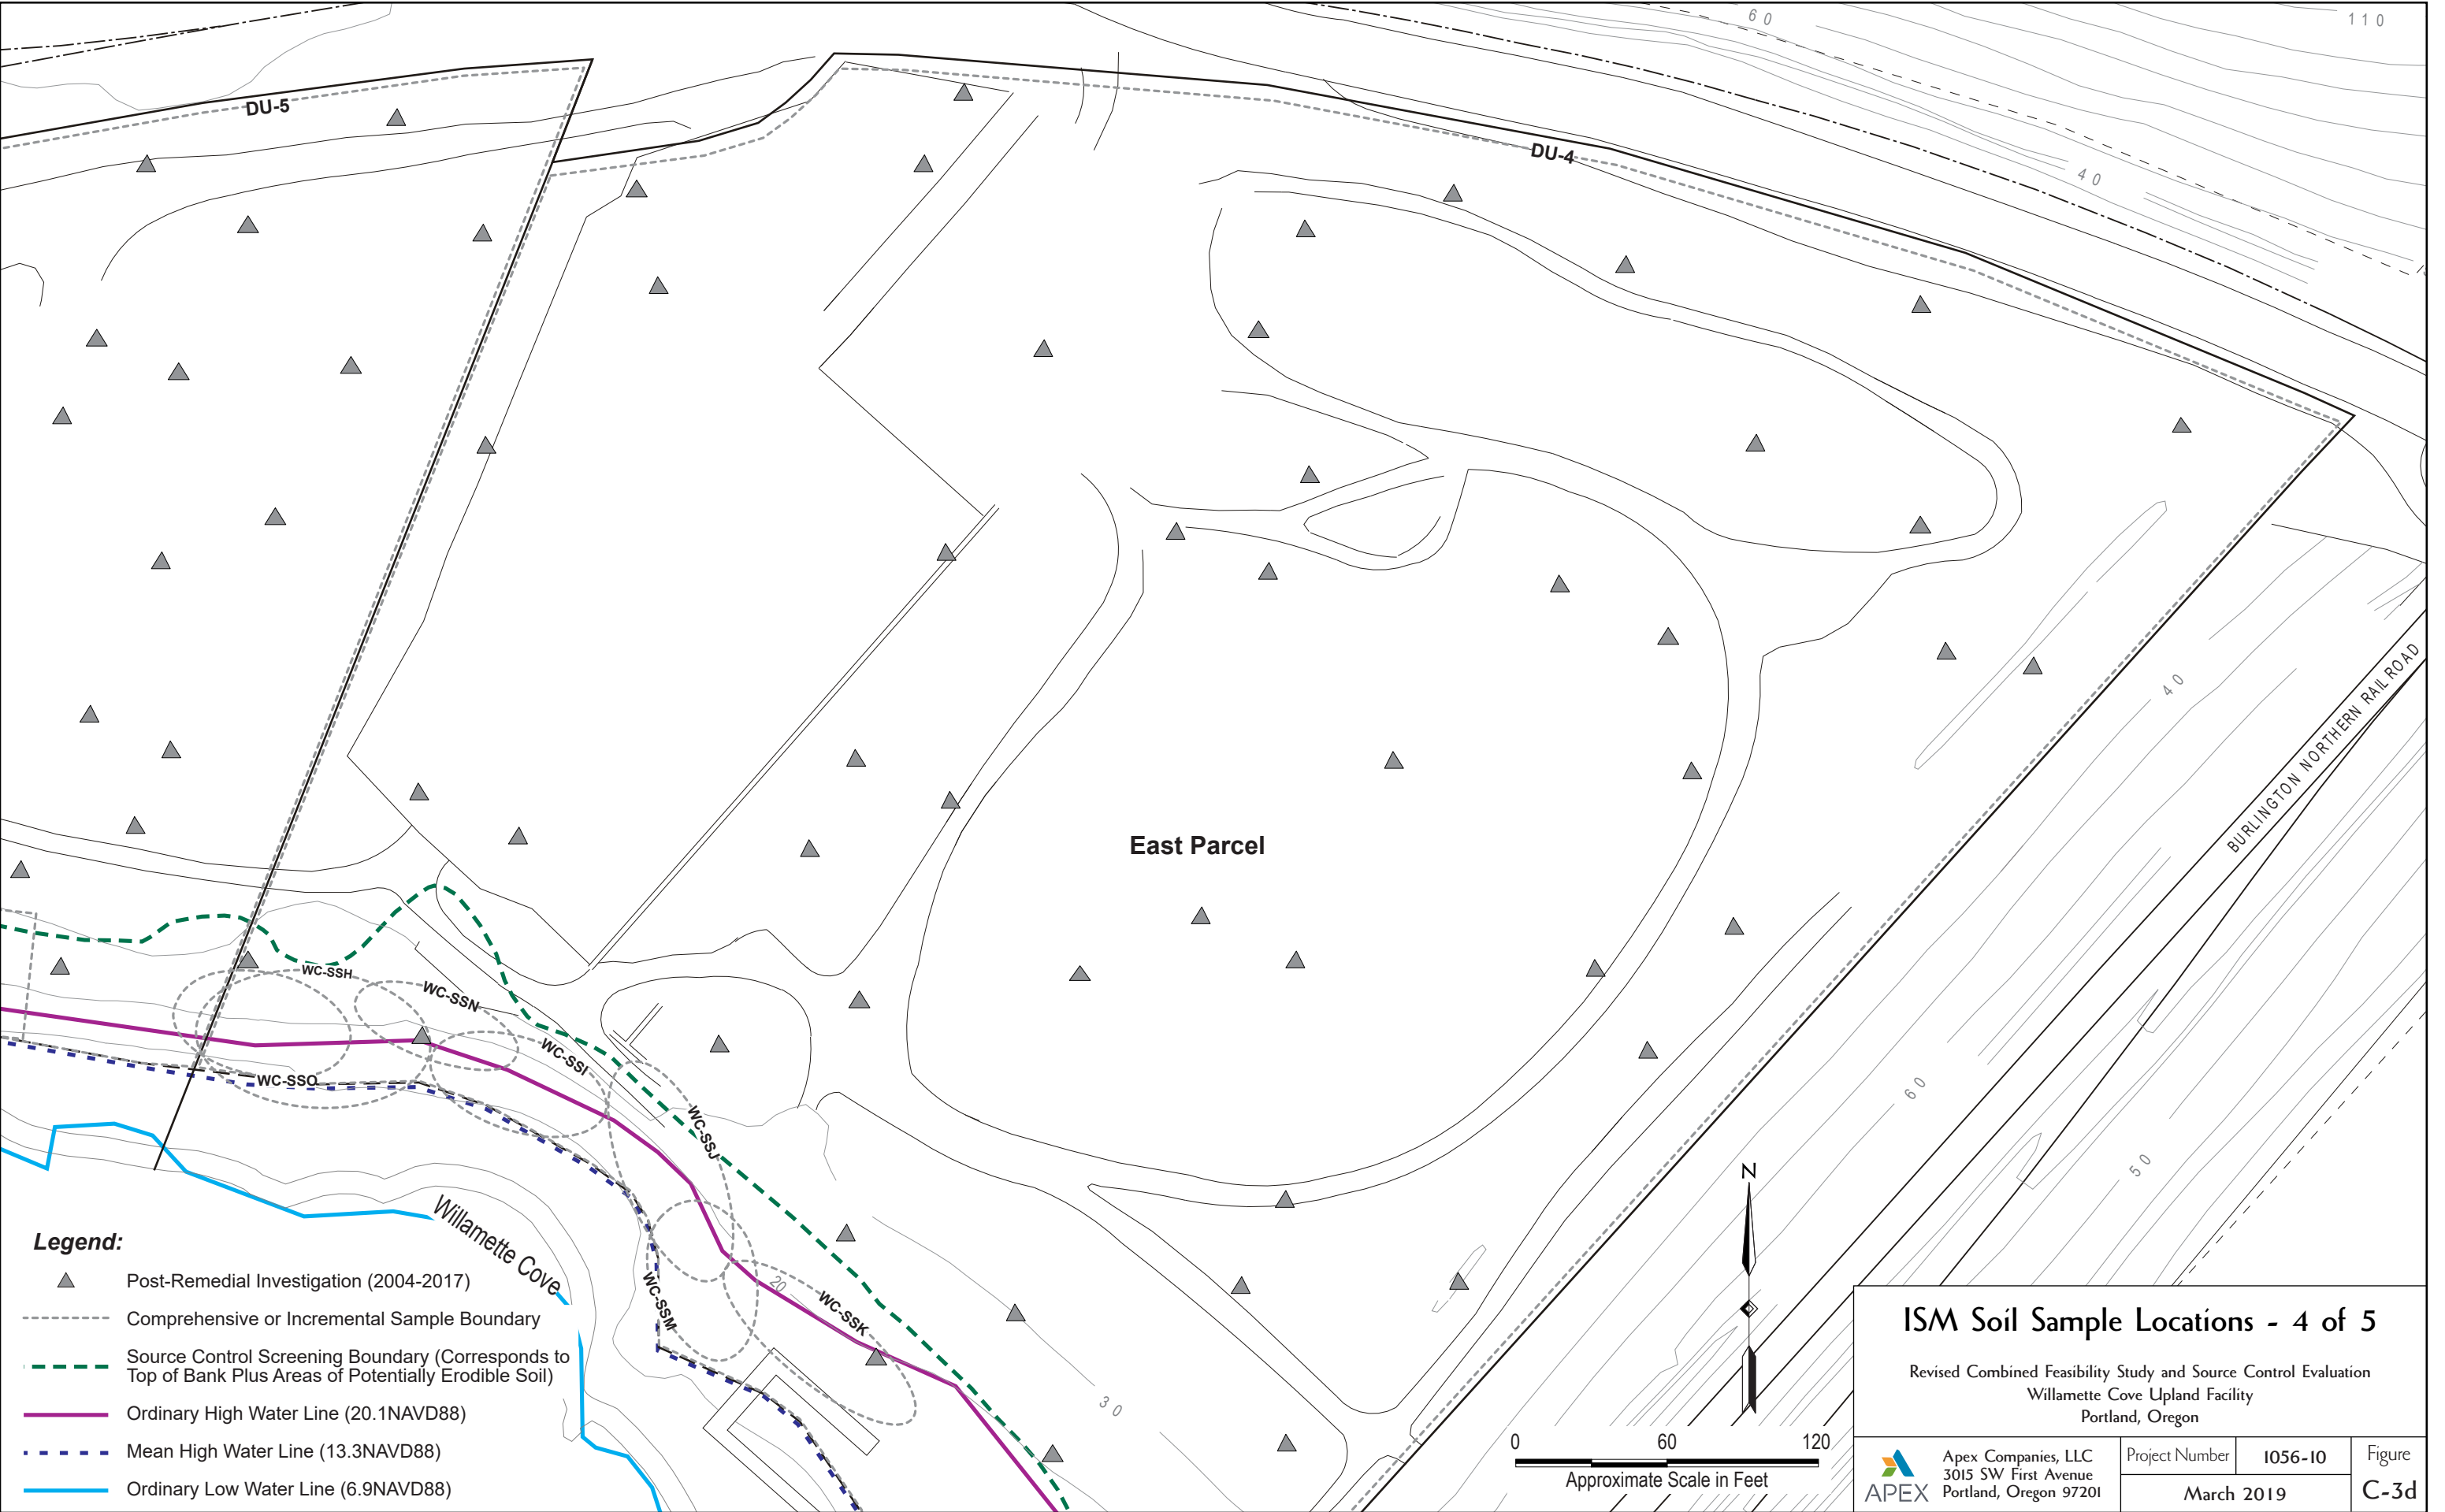 60
110
DU-5
DU-4
40
East Parcel
40
BURLINGTON NORTHERN RAILROAD
WC-SSH
WC-SSN
WC-SSI
WC-SSO
WC-SSJ
60
50
N
Willamette Cove
WC-SSM
20
WC-SSK
30
Legend:
Post-Remedial Investigation (2004-2017)
Comprehensive or Incremental Sample Boundary
Source Control Screening Boundary (Corresponds to
Top of Bank Plus Areas of Potentially Erodible Soil)
Ordinary High Water Line (20.1NAVD88)
Mean High Water Line (13.3NAVD88)
Ordinary Low Water Line (6.9NAVD88)
0 60 120
Approximate Scale in Feet
ISM Soil Sample Locations - 4 of 5
Revised Combined Feasibility Study and Source Control Evaluation
Willamette Cove Upland Facility
Portland, Oregon
APEX
Apex Companies, LLC
3015 SW First Avenue
Portland, Oregon 97201
Project Number 1056-10
March 2019
Figure
C-3d